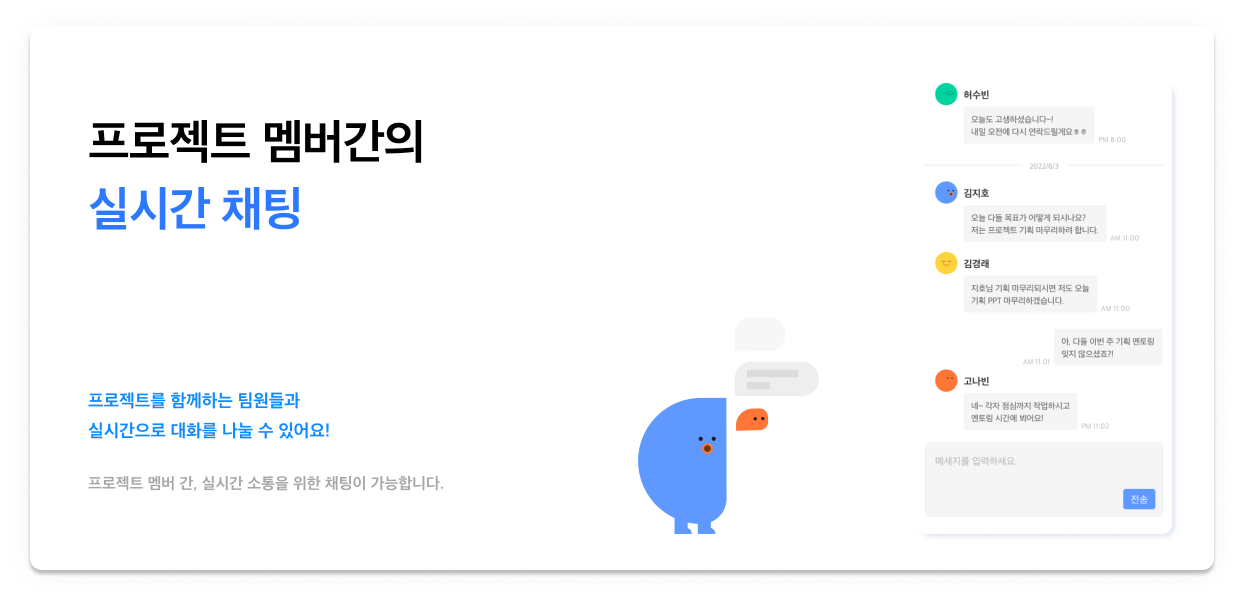 프로젝트 멤버간의
실시간 채팅
프로젝트를 함께하는 팀원들과
실시간으로 대화를 나눌 수 있어요!
프로젝트 멤버 간, 실시간 소통을 위한 채팅이 가능합니다.
허수빈
오늘도 고생하셨습니다~!
내일 오전에 다시 연락드릴게요ㅎㅎ
PM 8:00
2022/6/3
김지호
오늘 다들 목표가 어떻게 되시나요?
저는 프로젝트 기획 마무리하려 합니다.
AM 11:00
김경래
지호님 기획 마무리되시면 저도 오늘
기획 PPT 마무리하겠습니다.
AM 11:00
아, 다들 이번 주 기획 멘토링
잊지 않으셨죠?!
AM 11:01
고나빈
네~ 각자 점심까지 작업하시고
멘토링 시간에 뵈어요!
PM 11:02
메세지를 입력하세요.
전송